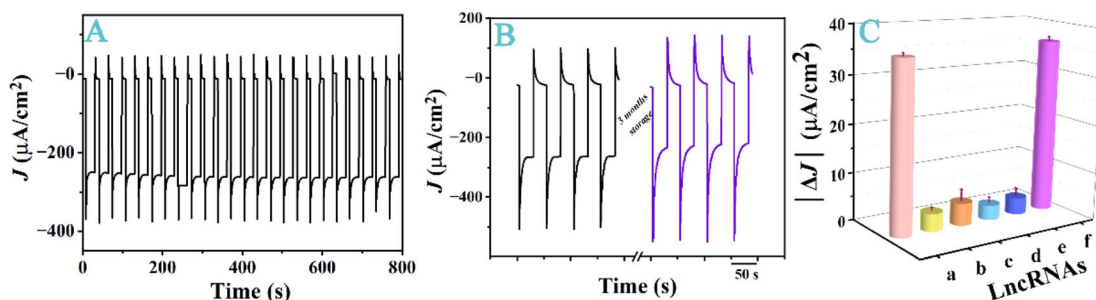 A
J (μA/cm²)
−0
−200
−400
0 200 400 600 800
Time (s)
B
J (μA/cm²)
200
0
−200
−400
3 months
storage
Time (s)
50 s
C
|ΔJ| (μA/cm²)
40
30
20
10
0
a b c d e f
LncRNAs